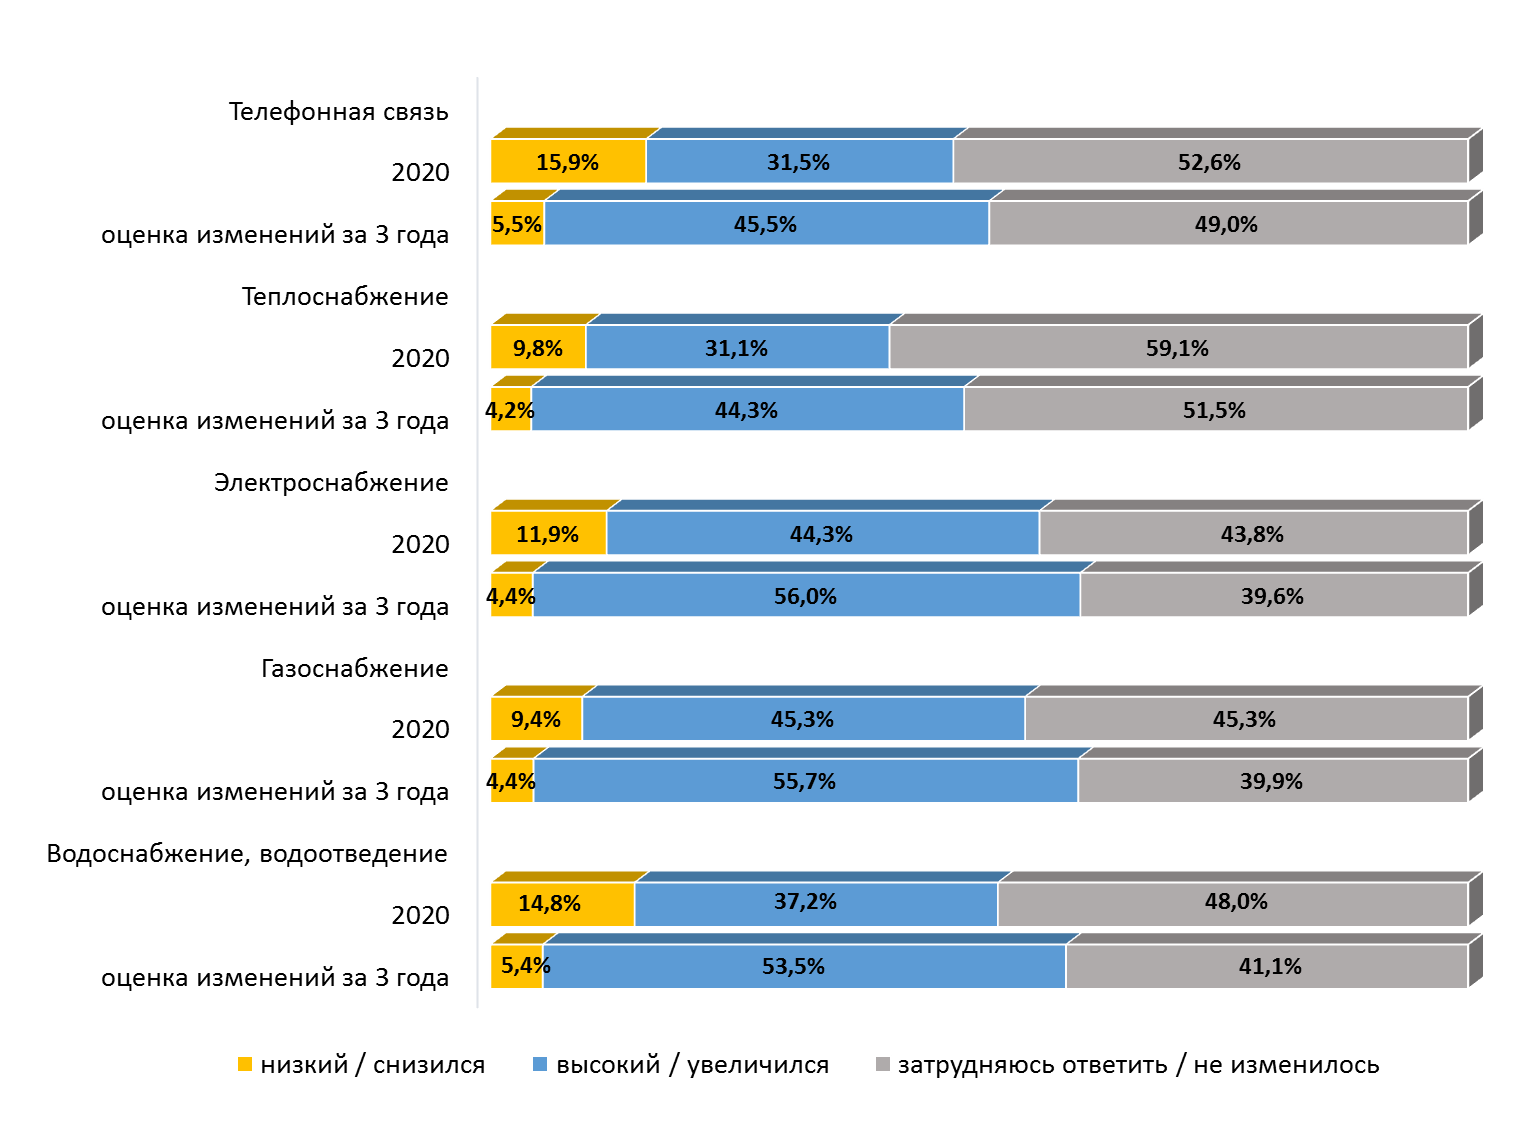 Телефонная связь
2020 15,9% 31,5% 52,6%
оценка изменений за 3 года 5,5% 45,5% 49,0%
Теплоснабжение
2020 9,8% 31,1% 59,1%
оценка изменений за 3 года 4,2% 44,3% 51,5%
Электроснабжение
2020 11,9% 44,3% 43,8%
оценка изменений за 3 года 4,4% 56,0% 39,6%
Газоснабжение
2020 9,4% 45,3% 45,3%
оценка изменений за 3 года 4,4% 55,7% 39,9%
Водоснабжение, водоотведение
2020 14,8% 37,2% 48,0%
оценка изменений за 3 года 5,4% 53,5% 41,1%
низкий / снизился высокий / увеличился затрудняюсь ответить / не изменилось